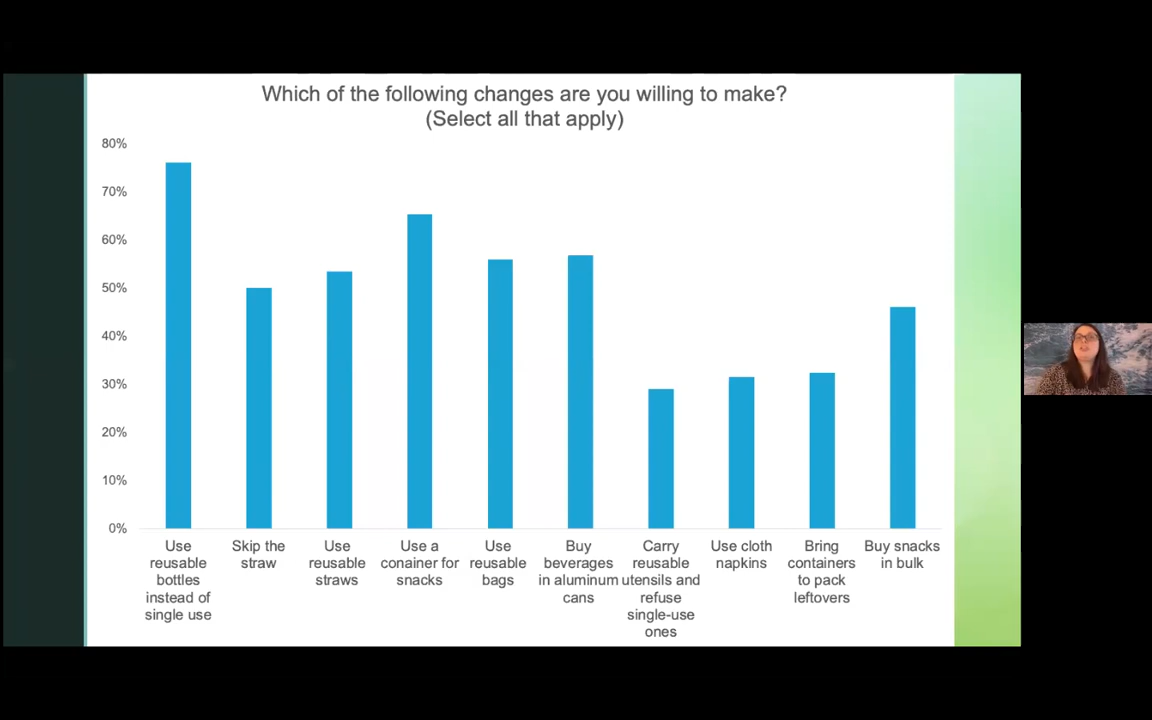 Which of the following changes are you willing to make?
(Select all that apply)
80%
70%
60%
50%
40%
30%
20%
10%
0%
Use
reusable
bottles
instead of
single use
Skip the
straw
Use
reusable
straws
Use a
conainer for
snacks
Use
reusable
bags
Buy
beverages
in aluminum
cans
Carry
reusable
utensils and
refuse
single-use
ones
Use cloth
napkins
Bring
containers
to pack
leftovers
Buy snacks
in bulk